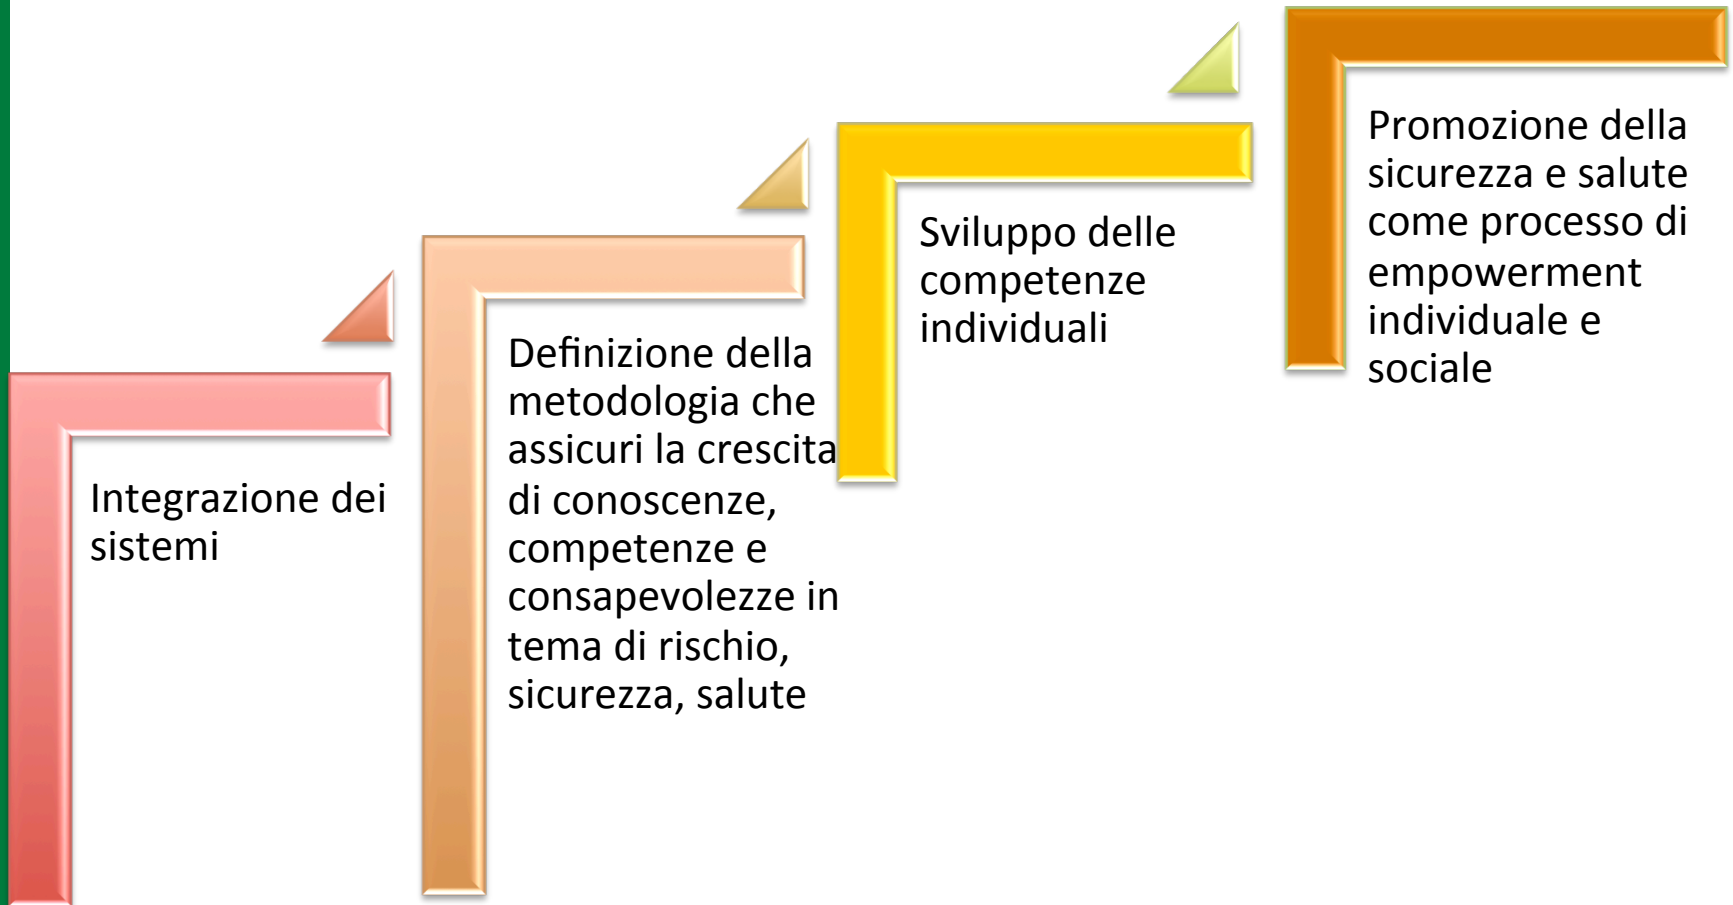 Integrazione dei
sistemi
Definizione della
metodologia che
assicuri la crescita
di conoscenze,
competenze e
consapevolezze in
tema di rischio,
sicurezza, salute
Sviluppo delle
competenze
individuali
Promozione della
sicurezza e salute
come processo di
empowerment
individuale e
sociale